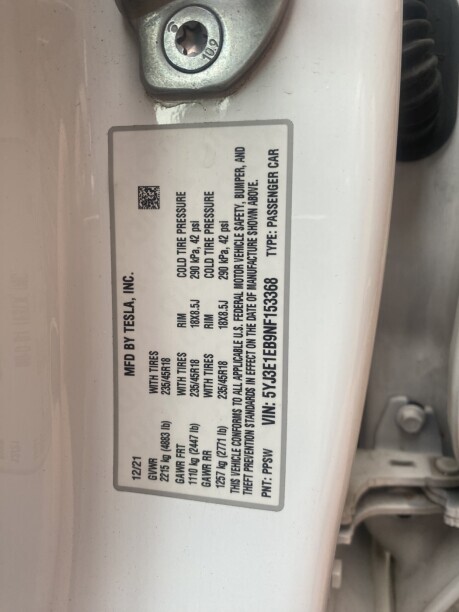 10.9
MFD BY TESLA, INC.
12/21
GVWR WITH TIRES RIM COLD TIRE PRESSURE
2215 kg (4883 lb) 235/45R18 18X8.5J 290 kPa, 42 psi
GAWR FRT WITH TIRES RIM COLD TIRE PRESSURE
1110 kg (2447 lb) 235/45R18 18X8.5J 290 kPa, 42 psi
GAWR RR WITH TIRES
1257 kg (2771 lb) 235/45R18
THIS VEHICLE CONFORMS TO ALL APPLICABLE U.S. FEDERAL MOTOR VEHICLE SAFETY, BUMPER, AND
THEFT PREVENTION STANDARDS IN EFFECT ON THE DATE OF MANUFACTURE SHOWN ABOVE.
VIN: 5YJ3E1EB9NF153368
PNT: PPSW TYPE: PASSENGER CAR